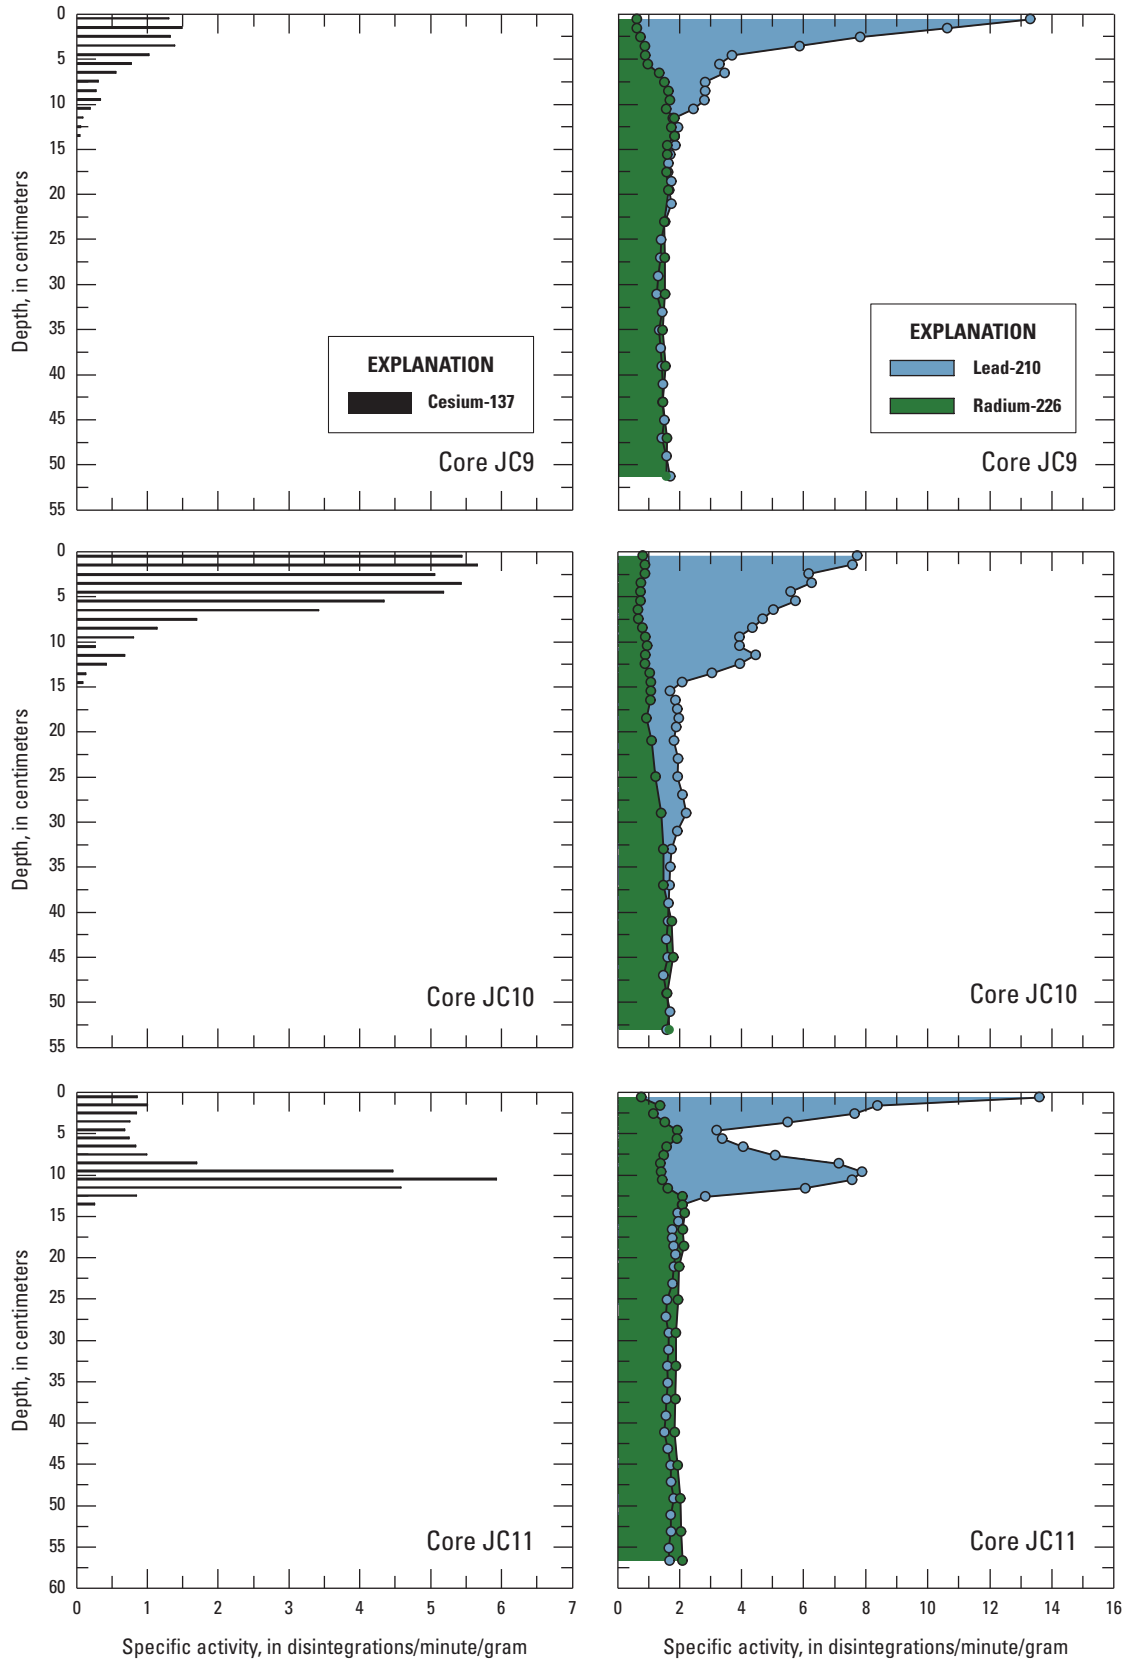 0
5
10
15
20
25
30
35
40
45
50
55
Depth, in centimeters
EXPLANATION
Cesium-137
Core JC9
EXPLANATION
Lead-210
Radium-226
Core JC9
0
5
10
15
20
25
30
35
40
45
50
55
Depth, in centimeters
Core JC10
Core JC10
0
5
10
15
20
25
30
35
40
45
50
55
60
Depth, in centimeters
Core JC11
Core JC11
0 1 2 3 4 5 6 7
0 2 4 6 8 10 12 14 16
Specific activity, in disintegrations/minute/gram
Specific activity, in disintegrations/minute/gram